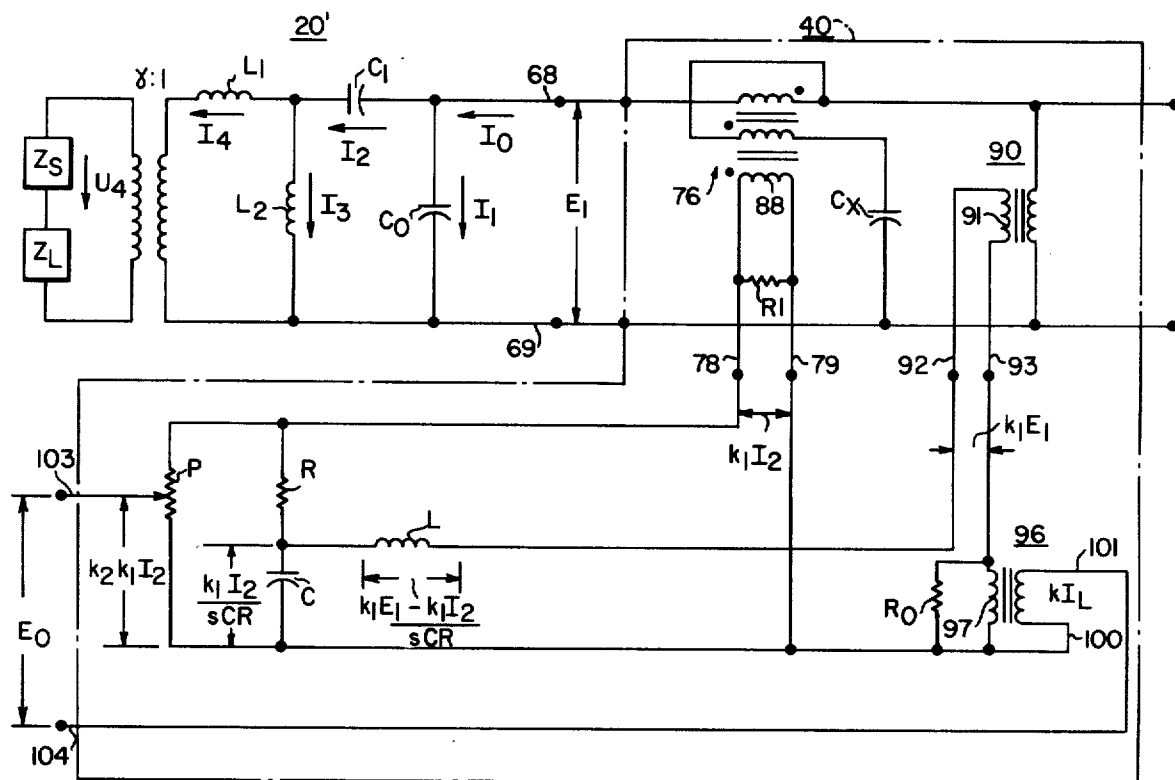 20'
40
γ:1
L1
C1
68
I4
I2
I0
ZS
U4
ZL
L2
I3
C0
I1
E1
76
88
CX
90
91
R1
69
78
79
92
93
k1I2
k1E1
103
P
R
L
96
101
k2k1I2
k1I2
sCR
C
k1E1-k1I2
sCR
R0
97
kIL
100
E0
104